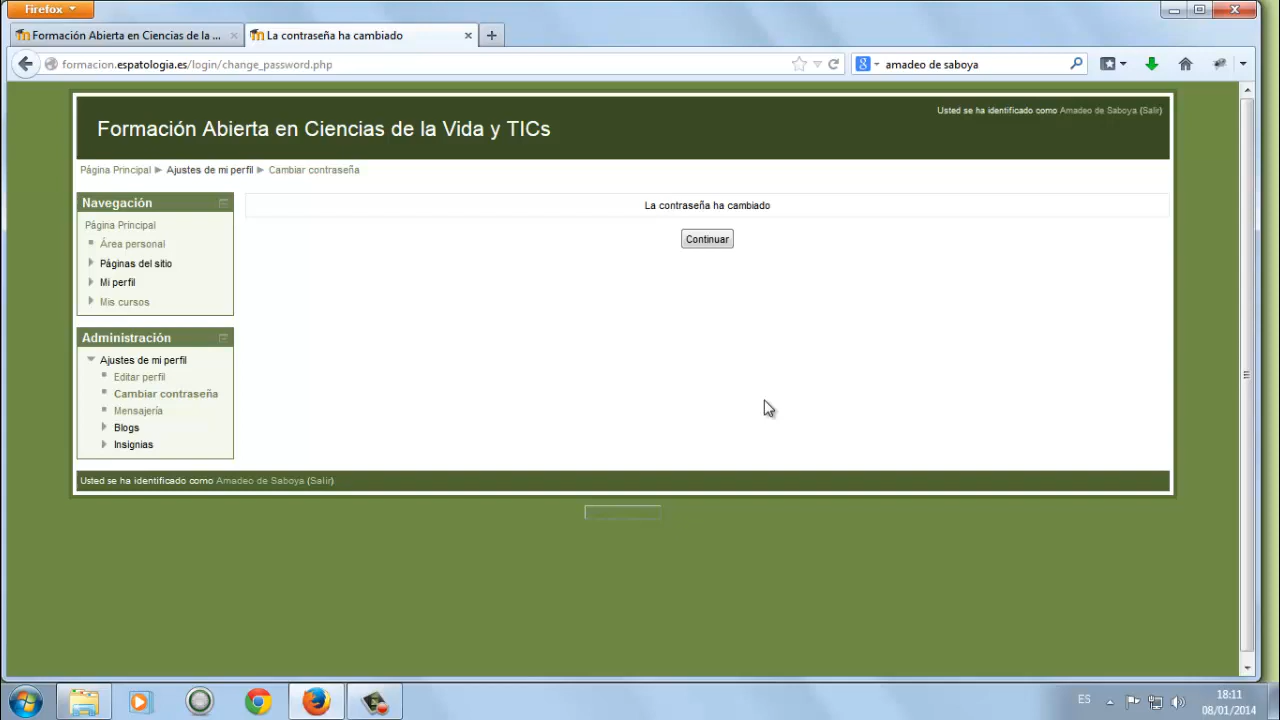 Firefox
Formación Abierta en Ciencias de la ...
La contraseña ha cambiado
formacion.espatologia.es/login/change_password.php
amadeo de saboya
Usted se ha identificado como Amadeo de Saboya (Salir)
Formación Abierta en Ciencias de la Vida y TICs
Página Principal ► Ajustes de mi perfil ► Cambiar contraseña
Navegación
Página Principal
Área personal
Páginas del sitio
Mi perfil
Mis cursos
La contraseña ha cambiado
Continuar
Administración
Ajustes de mi perfil
Editar perfil
Cambiar contraseña
Mensajería
Blogs
Insignias
Usted se ha identificado como Amadeo de Saboya (Salir)
ES
18:11
08/01/2014